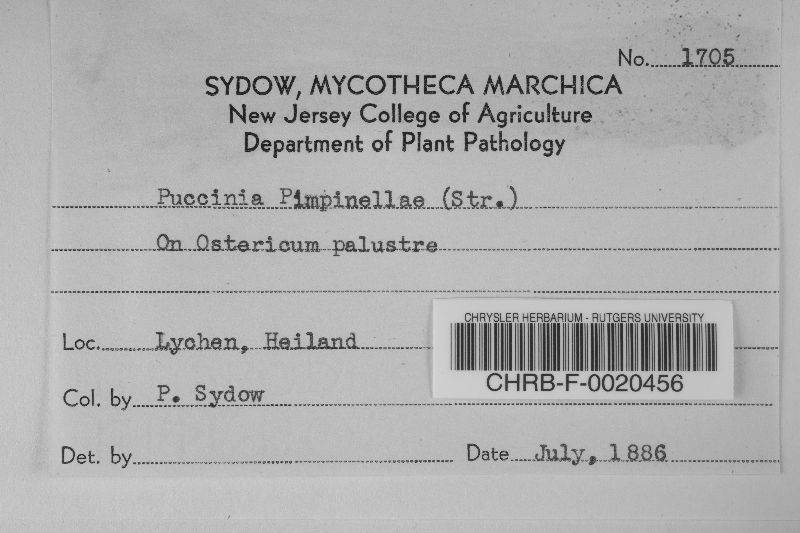 No. 1705
SYDOW, MYCOTHECA MARCHICA
New Jersey College of Agriculture
Department of Plant Pathology
Puccinia Pimpinellae (Str.)
On Ostericum palustre
Loc. Lychen, Heiland
CHRYSLER HERBARIUM - RUTGERS UNIVERSITY
CHRB-F-0020456
Col. by P. Sydow
Det. by
Date July, 1886